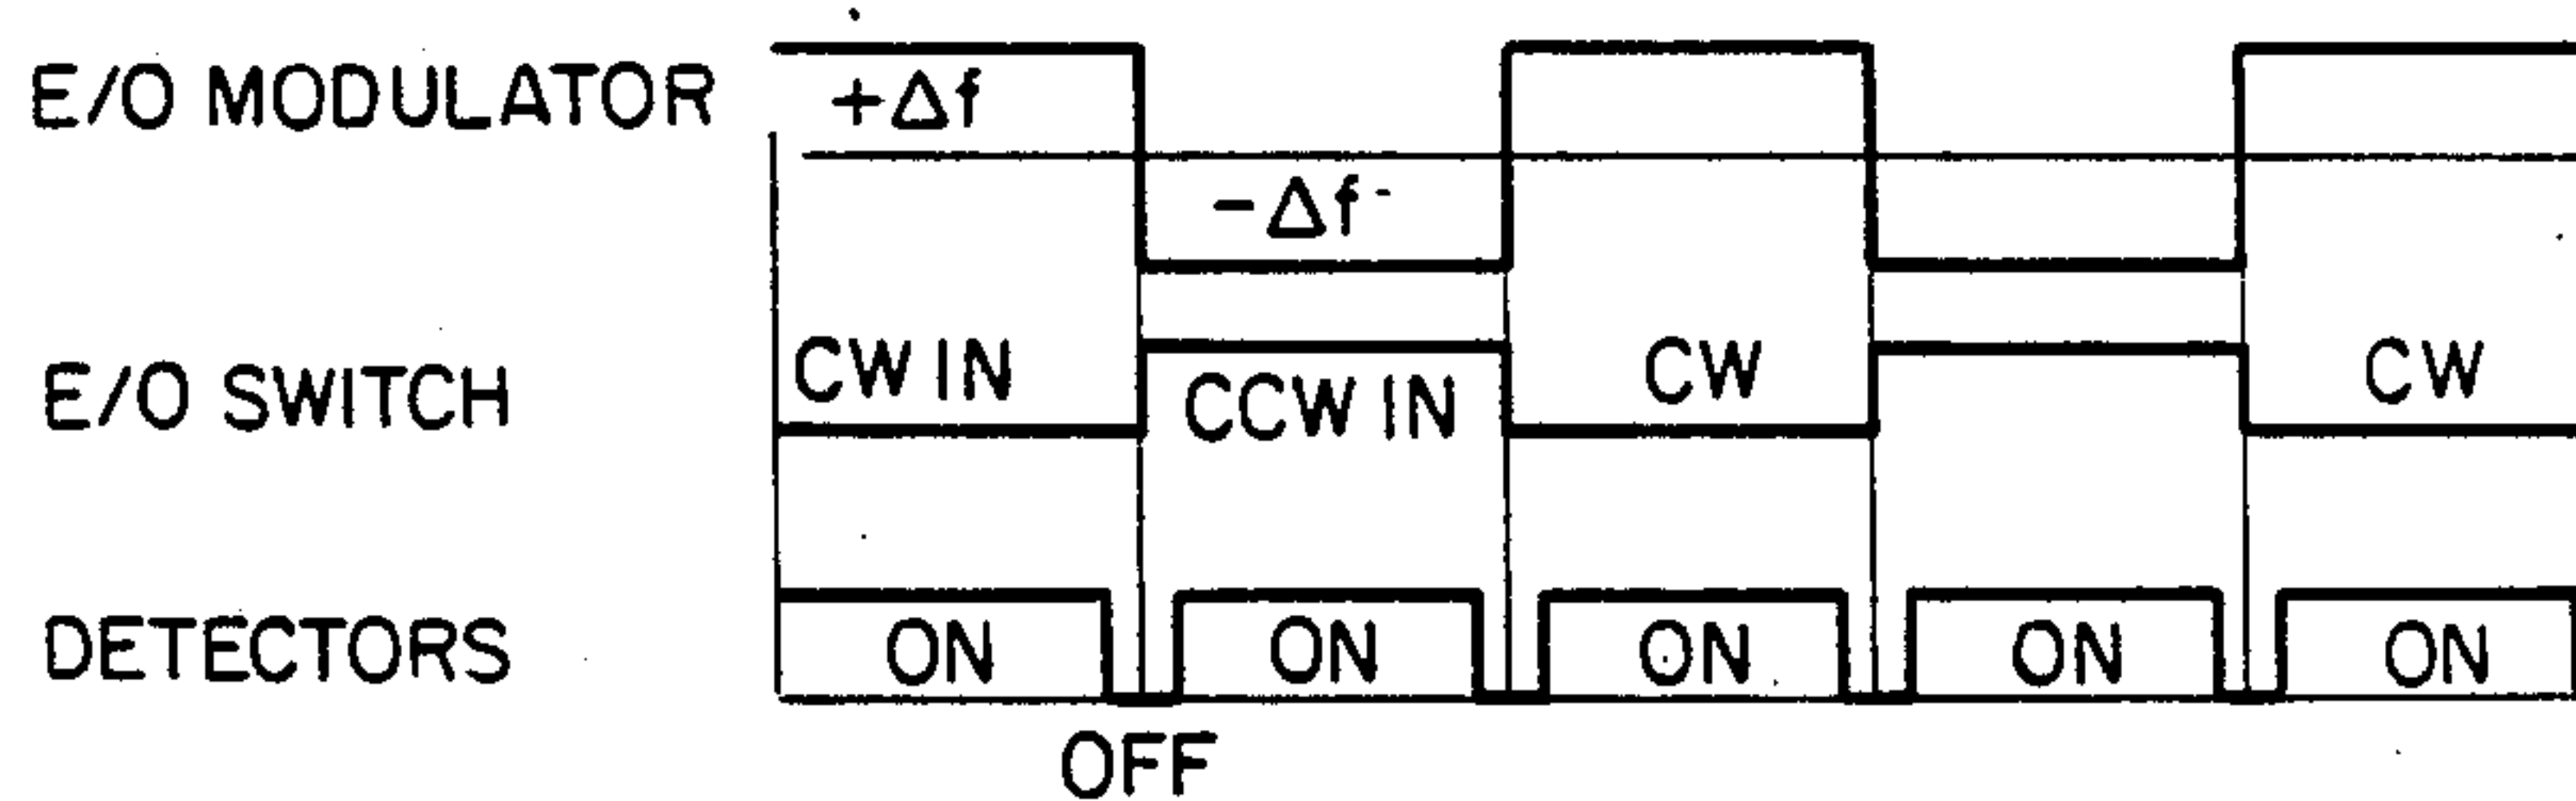 E/O MODULATOR
+Δf
-Δf
E/O SWITCH
CW IN
CCW IN
CW
CW
DETECTORS
ON
ON
ON
ON
ON
OFF